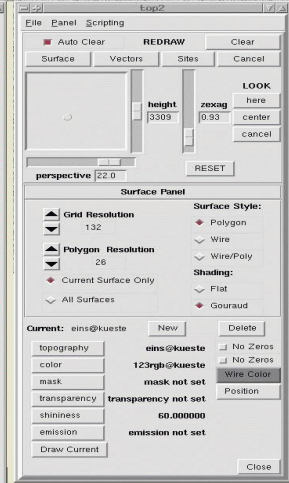 top2
File Panel Scripting
Auto Clear REDRAW Clear
Surface Vectors Sites Cancel
LOOK
height zexag here
3309 0.93 center
cancel
perspective 22.0 RESET
Surface Panel
Grid Resolution Surface Style:
132 Polygon
Polygon Resolution Wire
26 Wire/Poly
Current Surface Only Shading:
All Surfaces Flat
Gouraud
Current: eins@kueste New Delete
topography eins@kueste No Zeros
color 123rgb@kueste No Zeros
mask mask not set Wire Color
transparency transparency not set Position
shininess 60.000000
emission emission not set
Draw Current
Close